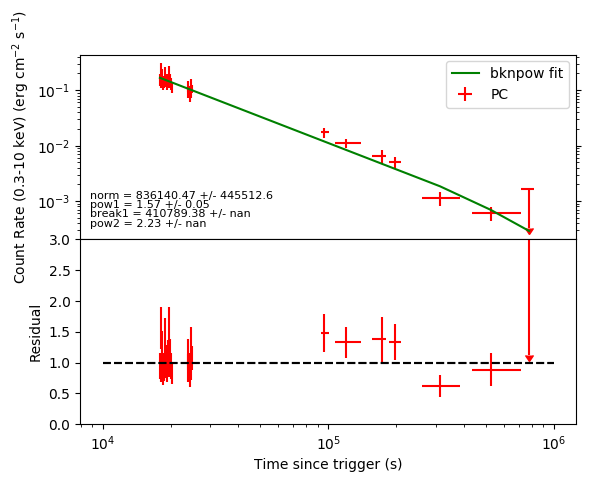 Count Rate (0.3-10 keV) (erg cm⁻² s⁻¹)
10⁻¹
10⁻²
10⁻³
bknpow fit
PC
norm = 836140.47 +/- 445512.6
pow1 = 1.57 +/- 0.05
break1 = 410789.38 +/- nan
pow2 = 2.23 +/- nan
Residual
3.0
2.5
2.0
1.5
1.0
0.5
0.0
10⁴
10⁵
10⁶
Time since trigger (s)